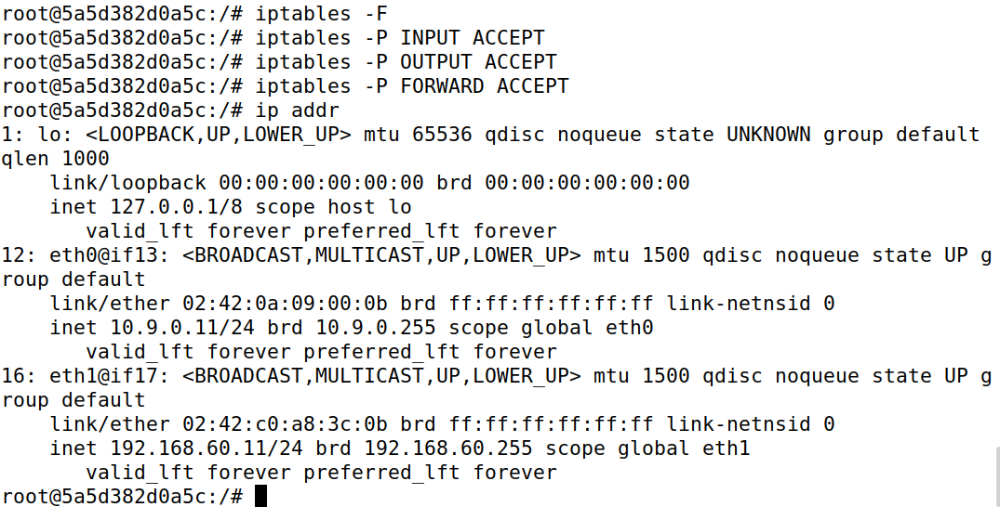 root@5a5d382d0a5c:/# iptables -F
root@5a5d382d0a5c:/# iptables -P INPUT ACCEPT
root@5a5d382d0a5c:/# iptables -P OUTPUT ACCEPT
root@5a5d382d0a5c:/# iptables -P FORWARD ACCEPT
root@5a5d382d0a5c:/# ip addr
1: lo: <LOOPBACK,UP,LOWER_UP> mtu 65536 qdisc noqueue state UNKNOWN group default
qlen 1000
    link/loopback 00:00:00:00:00:00 brd 00:00:00:00:00:00
    inet 127.0.0.1/8 scope host lo
       valid_lft forever preferred_lft forever
12: eth0@if13: <BROADCAST,MULTICAST,UP,LOWER_UP> mtu 1500 qdisc noqueue state UP g
roup default
    link/ether 02:42:0a:09:00:0b brd ff:ff:ff:ff:ff:ff link-netnsid 0
    inet 10.9.0.11/24 brd 10.9.0.255 scope global eth0
       valid_lft forever preferred_lft forever
16: eth1@if17: <BROADCAST,MULTICAST,UP,LOWER_UP> mtu 1500 qdisc noqueue state UP g
roup default
    link/ether 02:42:c0:a8:3c:0b brd ff:ff:ff:ff:ff:ff link-netnsid 0
    inet 192.168.60.11/24 brd 192.168.60.255 scope global eth1
       valid_lft forever preferred_lft forever
root@5a5d382d0a5c:/#